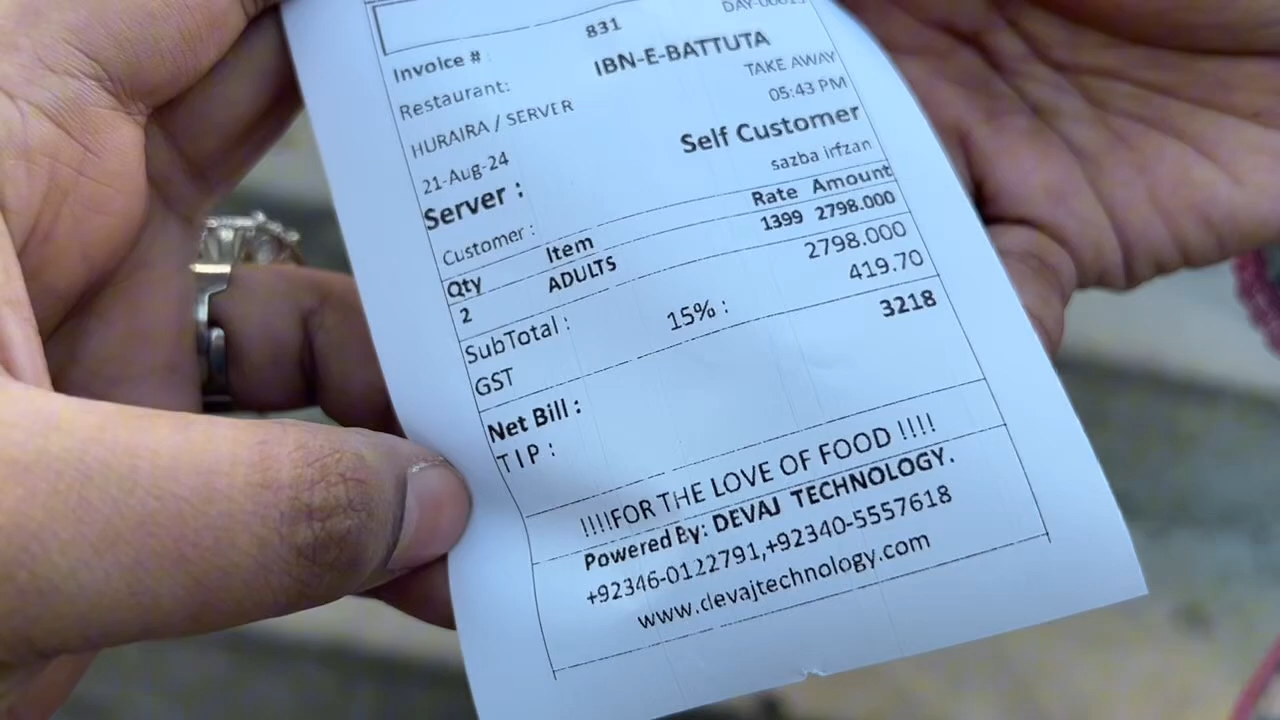 DAY-00015
Invoice # 831
Restaurant: IBN-E-BATTUTA
HURAIRA / SERVER TAKE AWAY
21-Aug-24 05:43 PM
Server : Self Customer
Customer : sazba irfzan
Qty Item Rate Amount
2 ADULTS 1399 2798.000
SubTotal : 2798.000
GST 15% : 419.70
Net Bill : 3218
T I P :
!!!!FOR THE LOVE OF FOOD !!!!
Powered By: DEVAJ TECHNOLOGY.
+92346-0122791,+92340-5557618
www.devajtechnology.com